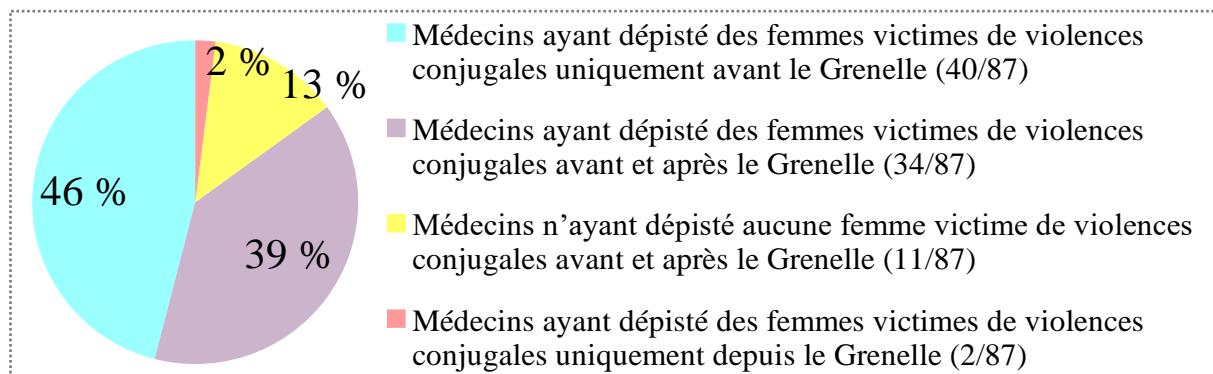 2 %
13 %
46 %
39 %
Médecins ayant dépisté des femmes victimes de violences
conjugales uniquement avant le Grenelle (40/87)
Médecins ayant dépisté des femmes victimes de violences
conjugales avant et après le Grenelle (34/87)
Médecins n’ayant dépisté aucune femme victime de violences
conjugales avant et après le Grenelle (11/87)
Médecins ayant dépisté des femmes victimes de violences
conjugales uniquement depuis le Grenelle (2/87)